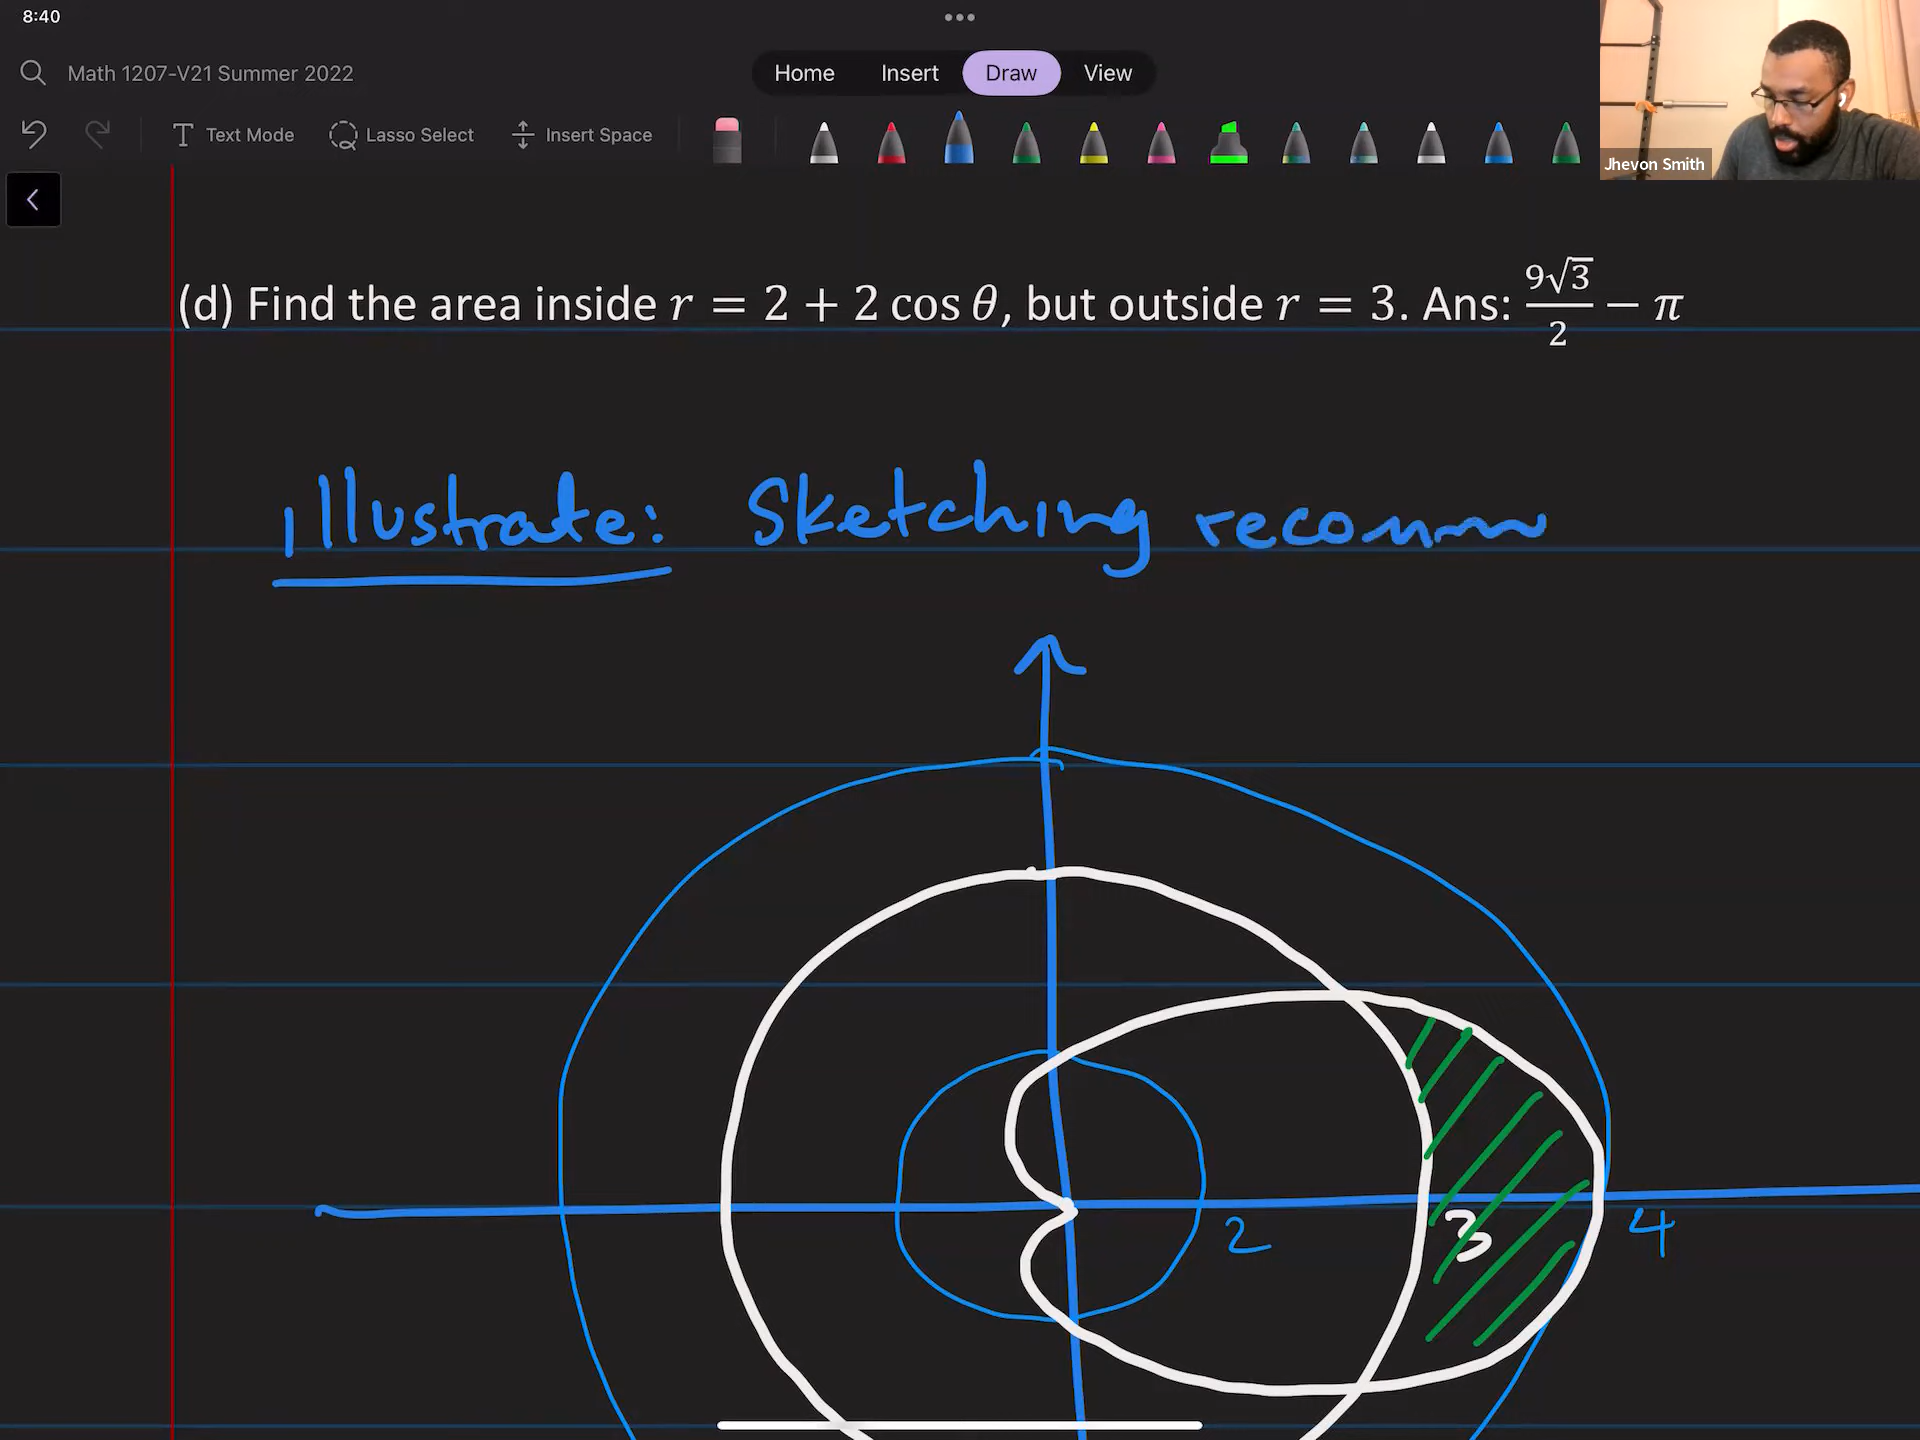 8:40
Math 1207-V21 Summer 2022
Home Insert Draw View
Text Mode Lasso Select Insert Space
Jhevon Smith
(d) Find the area inside r = 2 + 2 cos θ, but outside r = 3. Ans: 9√3/2 − π
Illustrate: Sketching recomm
2 3 4